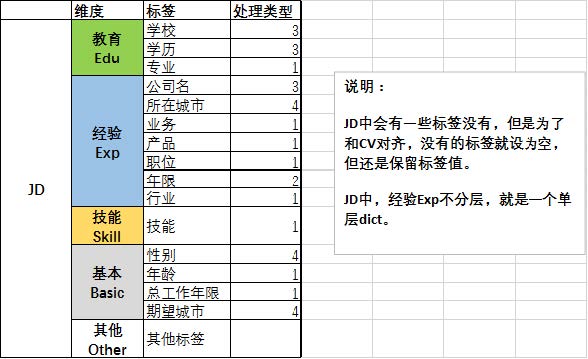 维度 标签 处理类型
JD
教育
Edu
学校 3
学历 3
专业 1
经验
Exp
公司名 3
所在城市 4
业务 1
产品 1
职位 1
年限 2
行业 1
技能
Skill
技能 1
基本
Basic
性别 4
年龄 1
总工作年限 1
期望城市 4
其他
Other
其他标签
说明：
JD中会有一些标签没有，但是为了
和CV对齐，没有的标签就设为空，
但还是保留标签值。
JD中，经验Exp不分层，就是一个单
层dict。